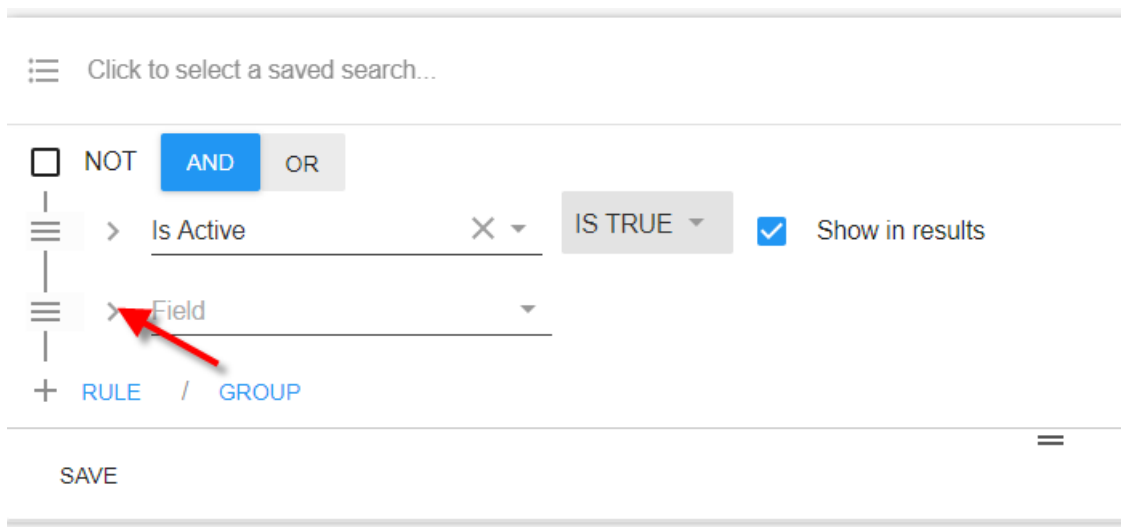 Click to select a saved search...
NOT AND OR
Is Active IS TRUE Show in results
Field
+ RULE / GROUP
SAVE